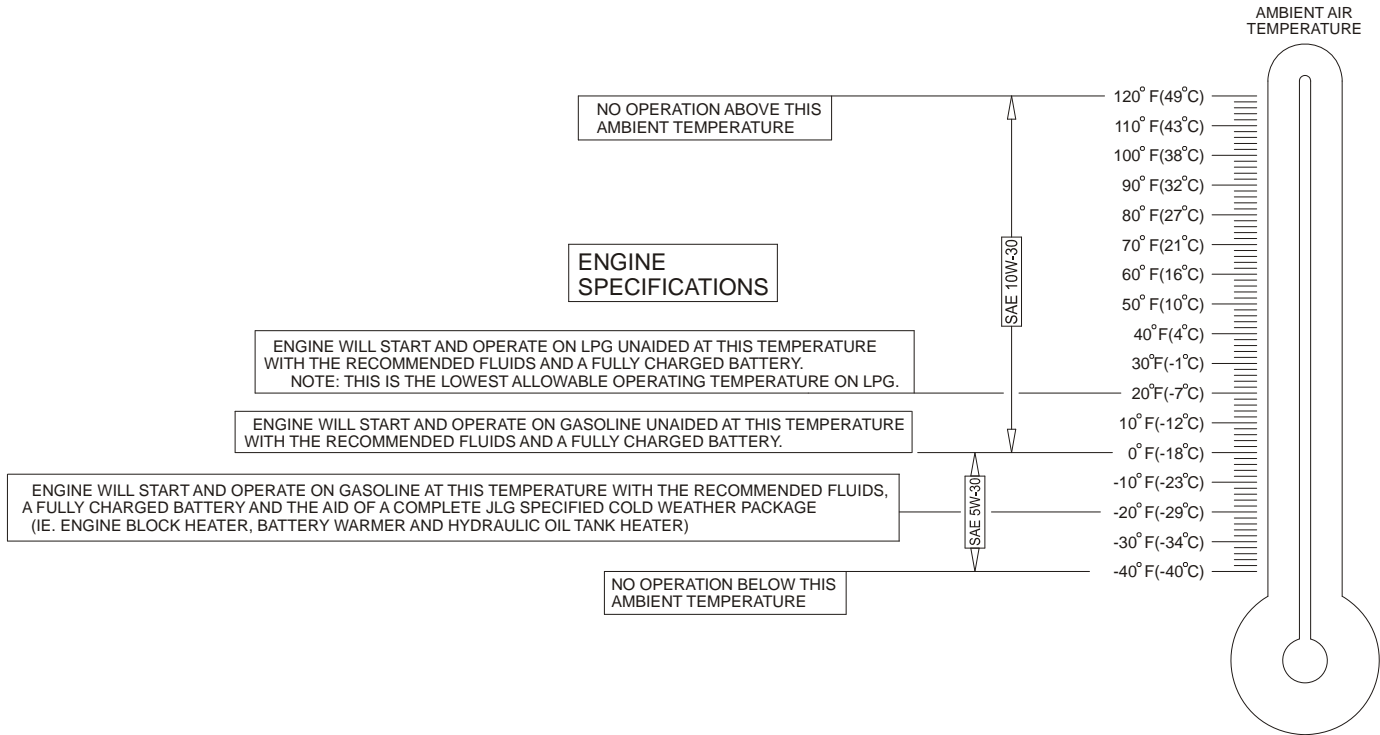 AMBIENT AIR
TEMPERATURE
NO OPERATION ABOVE THIS
AMBIENT TEMPERATURE
120° F(49°C)
110° F(43°C)
100° F(38°C)
90° F(32°C)
80° F(27°C)
70° F(21°C)
60° F(16°C)
50° F(10°C)
40°F(4°C)
30°F(-1°C)
20°F(-7°C)
10°F(-12°C)
0° F(-18°C)
-10° F(-23°C)
-20° F(-29°C)
-30° F(-34°C)
-40° F(-40°C)
SAE 10W-30
ENGINE
SPECIFICATIONS
ENGINE WILL START AND OPERATE ON LPG UNAIDED AT THIS TEMPERATURE
WITH THE RECOMMENDED FLUIDS AND A FULLY CHARGED BATTERY.
NOTE: THIS IS THE LOWEST ALLOWABLE OPERATING TEMPERATURE ON LPG.
ENGINE WILL START AND OPERATE ON GASOLINE UNAIDED AT THIS TEMPERATURE
WITH THE RECOMMENDED FLUIDS AND A FULLY CHARGED BATTERY.
ENGINE WILL START AND OPERATE ON GASOLINE AT THIS TEMPERATURE WITH THE RECOMMENDED FLUIDS,
A FULLY CHARGED BATTERY AND THE AID OF A COMPLETE JLG SPECIFIED COLD WEATHER PACKAGE
(IE. ENGINE BLOCK HEATER, BATTERY WARMER AND HYDRAULIC OIL TANK HEATER)
SAE 5W-30
NO OPERATION BELOW THIS
AMBIENT TEMPERATURE